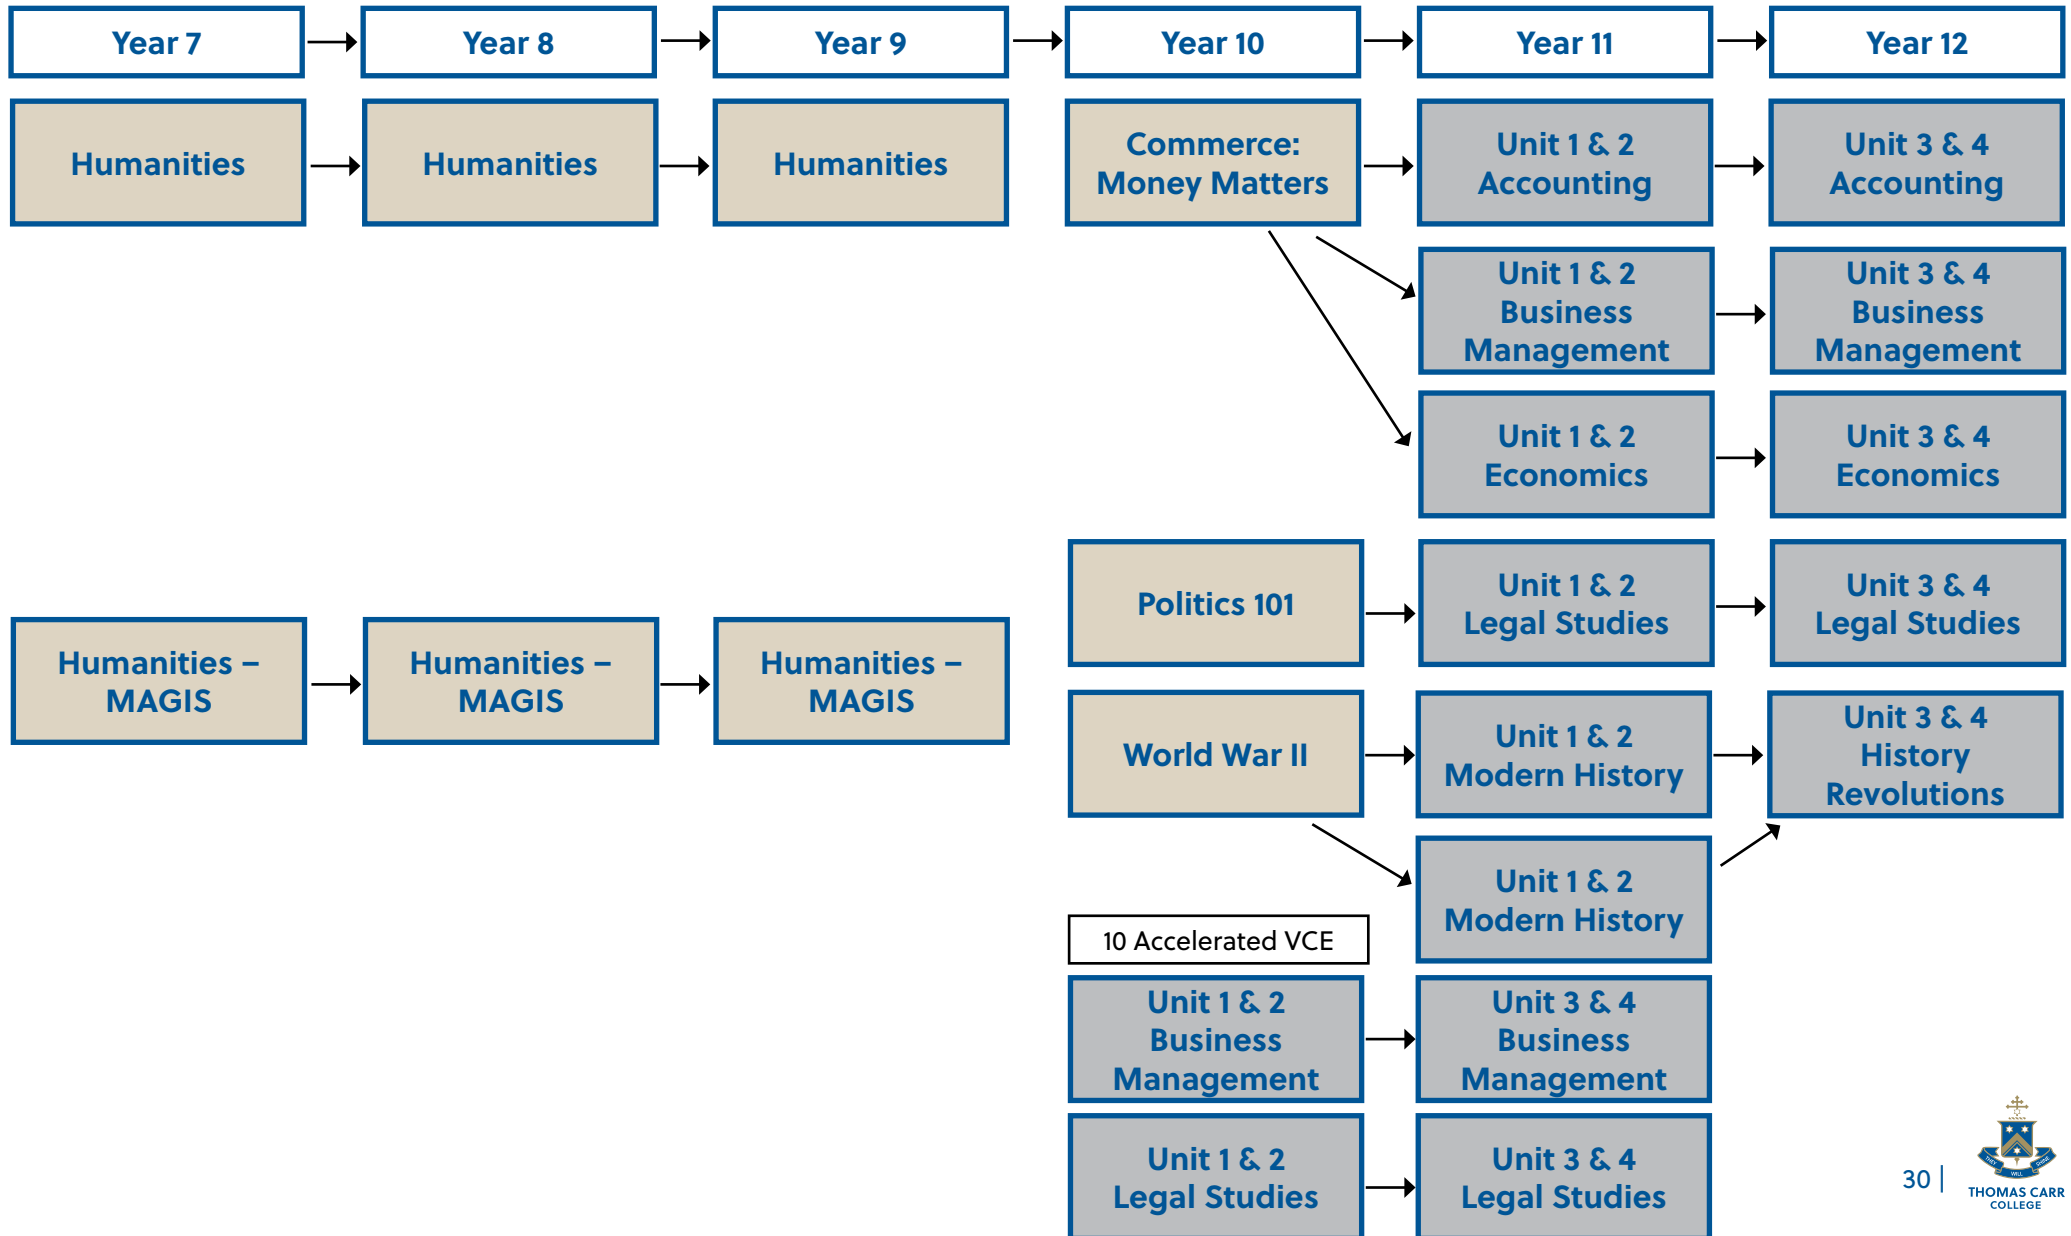 Year 7
Year 8
Year 9
Year 10
Year 11
Year 12
Humanities
Humanities
Humanities
Commerce:
Money Matters
Unit 1 & 2
Accounting
Unit 3 & 4
Accounting
Unit 1 & 2
Business
Management
Unit 3 & 4
Business
Management
Unit 1 & 2
Economics
Unit 3 & 4
Economics
Politics 101
Unit 1 & 2
Legal Studies
Unit 3 & 4
Legal Studies
Humanities –
MAGIS
Humanities –
MAGIS
Humanities –
MAGIS
World War II
Unit 1 & 2
Modern History
Unit 3 & 4
History
Revolutions
Unit 1 & 2
Modern History
10 Accelerated VCE
Unit 1 & 2
Business
Management
Unit 3 & 4
Business
Management
Unit 1 & 2
Legal Studies
Unit 3 & 4
Legal Studies
30 |
THEY WILL SHINE
THOMAS CARR
COLLEGE